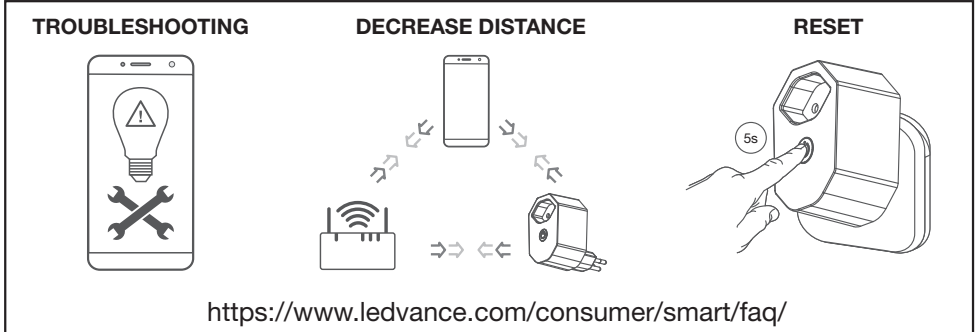 TROUBLESHOOTING
DECREASE DISTANCE
RESET
5s
https://www.ledvance.com/consumer/smart/faq/